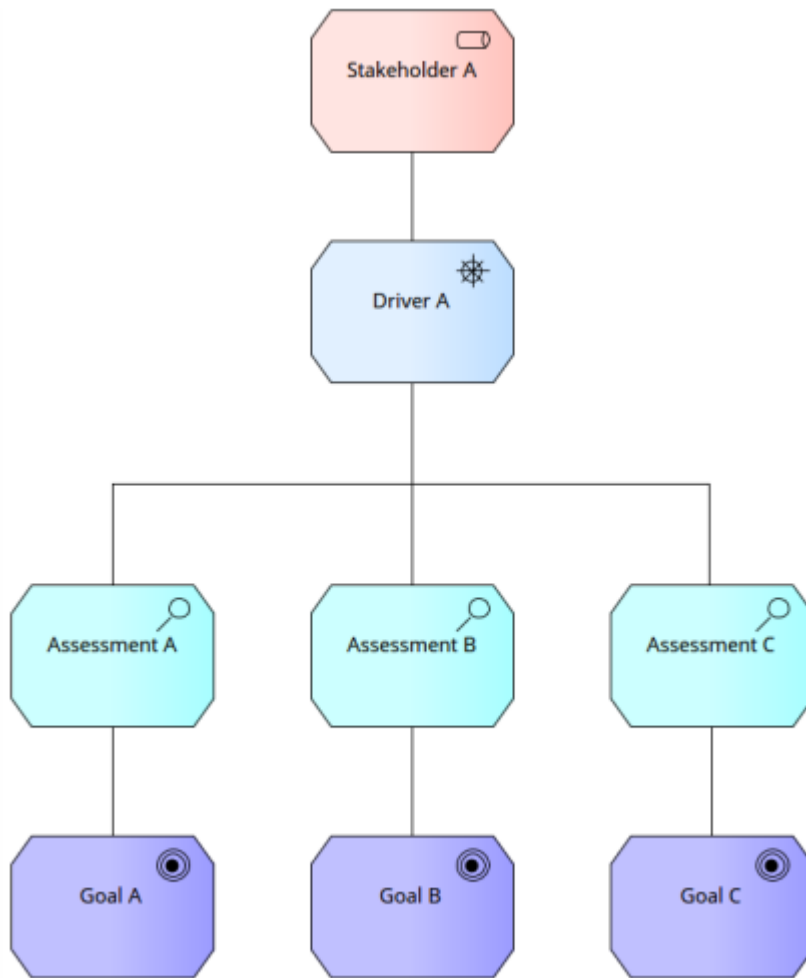 Stakeholder A
Driver A
Assessment A
Assessment B
Assessment C
Goal A
Goal B
Goal C